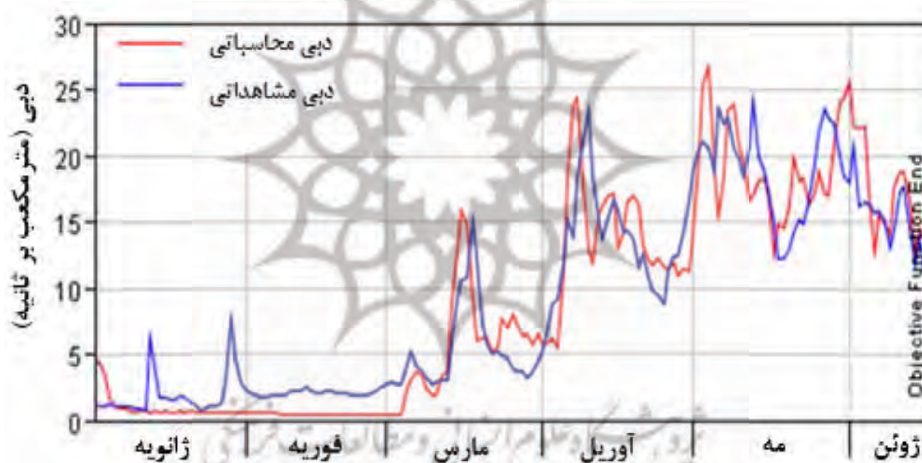 30
25
20
15
10
5
0
دبی (مترمکعب بر ثانیه)
دبی محاسباتی
دبی مشاهداتی
Objective Function End
ژانویه
فوریه
مارس
آوریل
مه
ژوئن